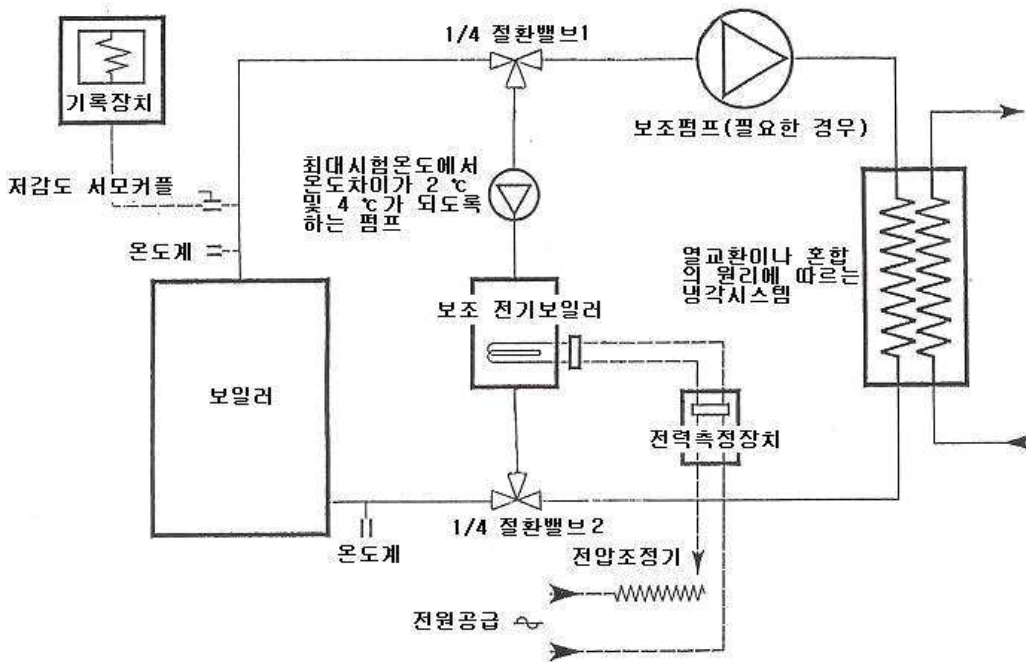 1/4 절환밸브1
기록장치
보조펌프(필요한 경우)
최대시험온도에서
온도차이가 2 ℃
및 4 ℃가 되도록
하는 펌프
저감도 서모커플
온도계
열교환이나 혼합
의 원리에 따르는
냉각시스템
보조 전기보일러
보일러
전력측정장치
1/4 절환밸브2
온도계
전압조정기
전원공급